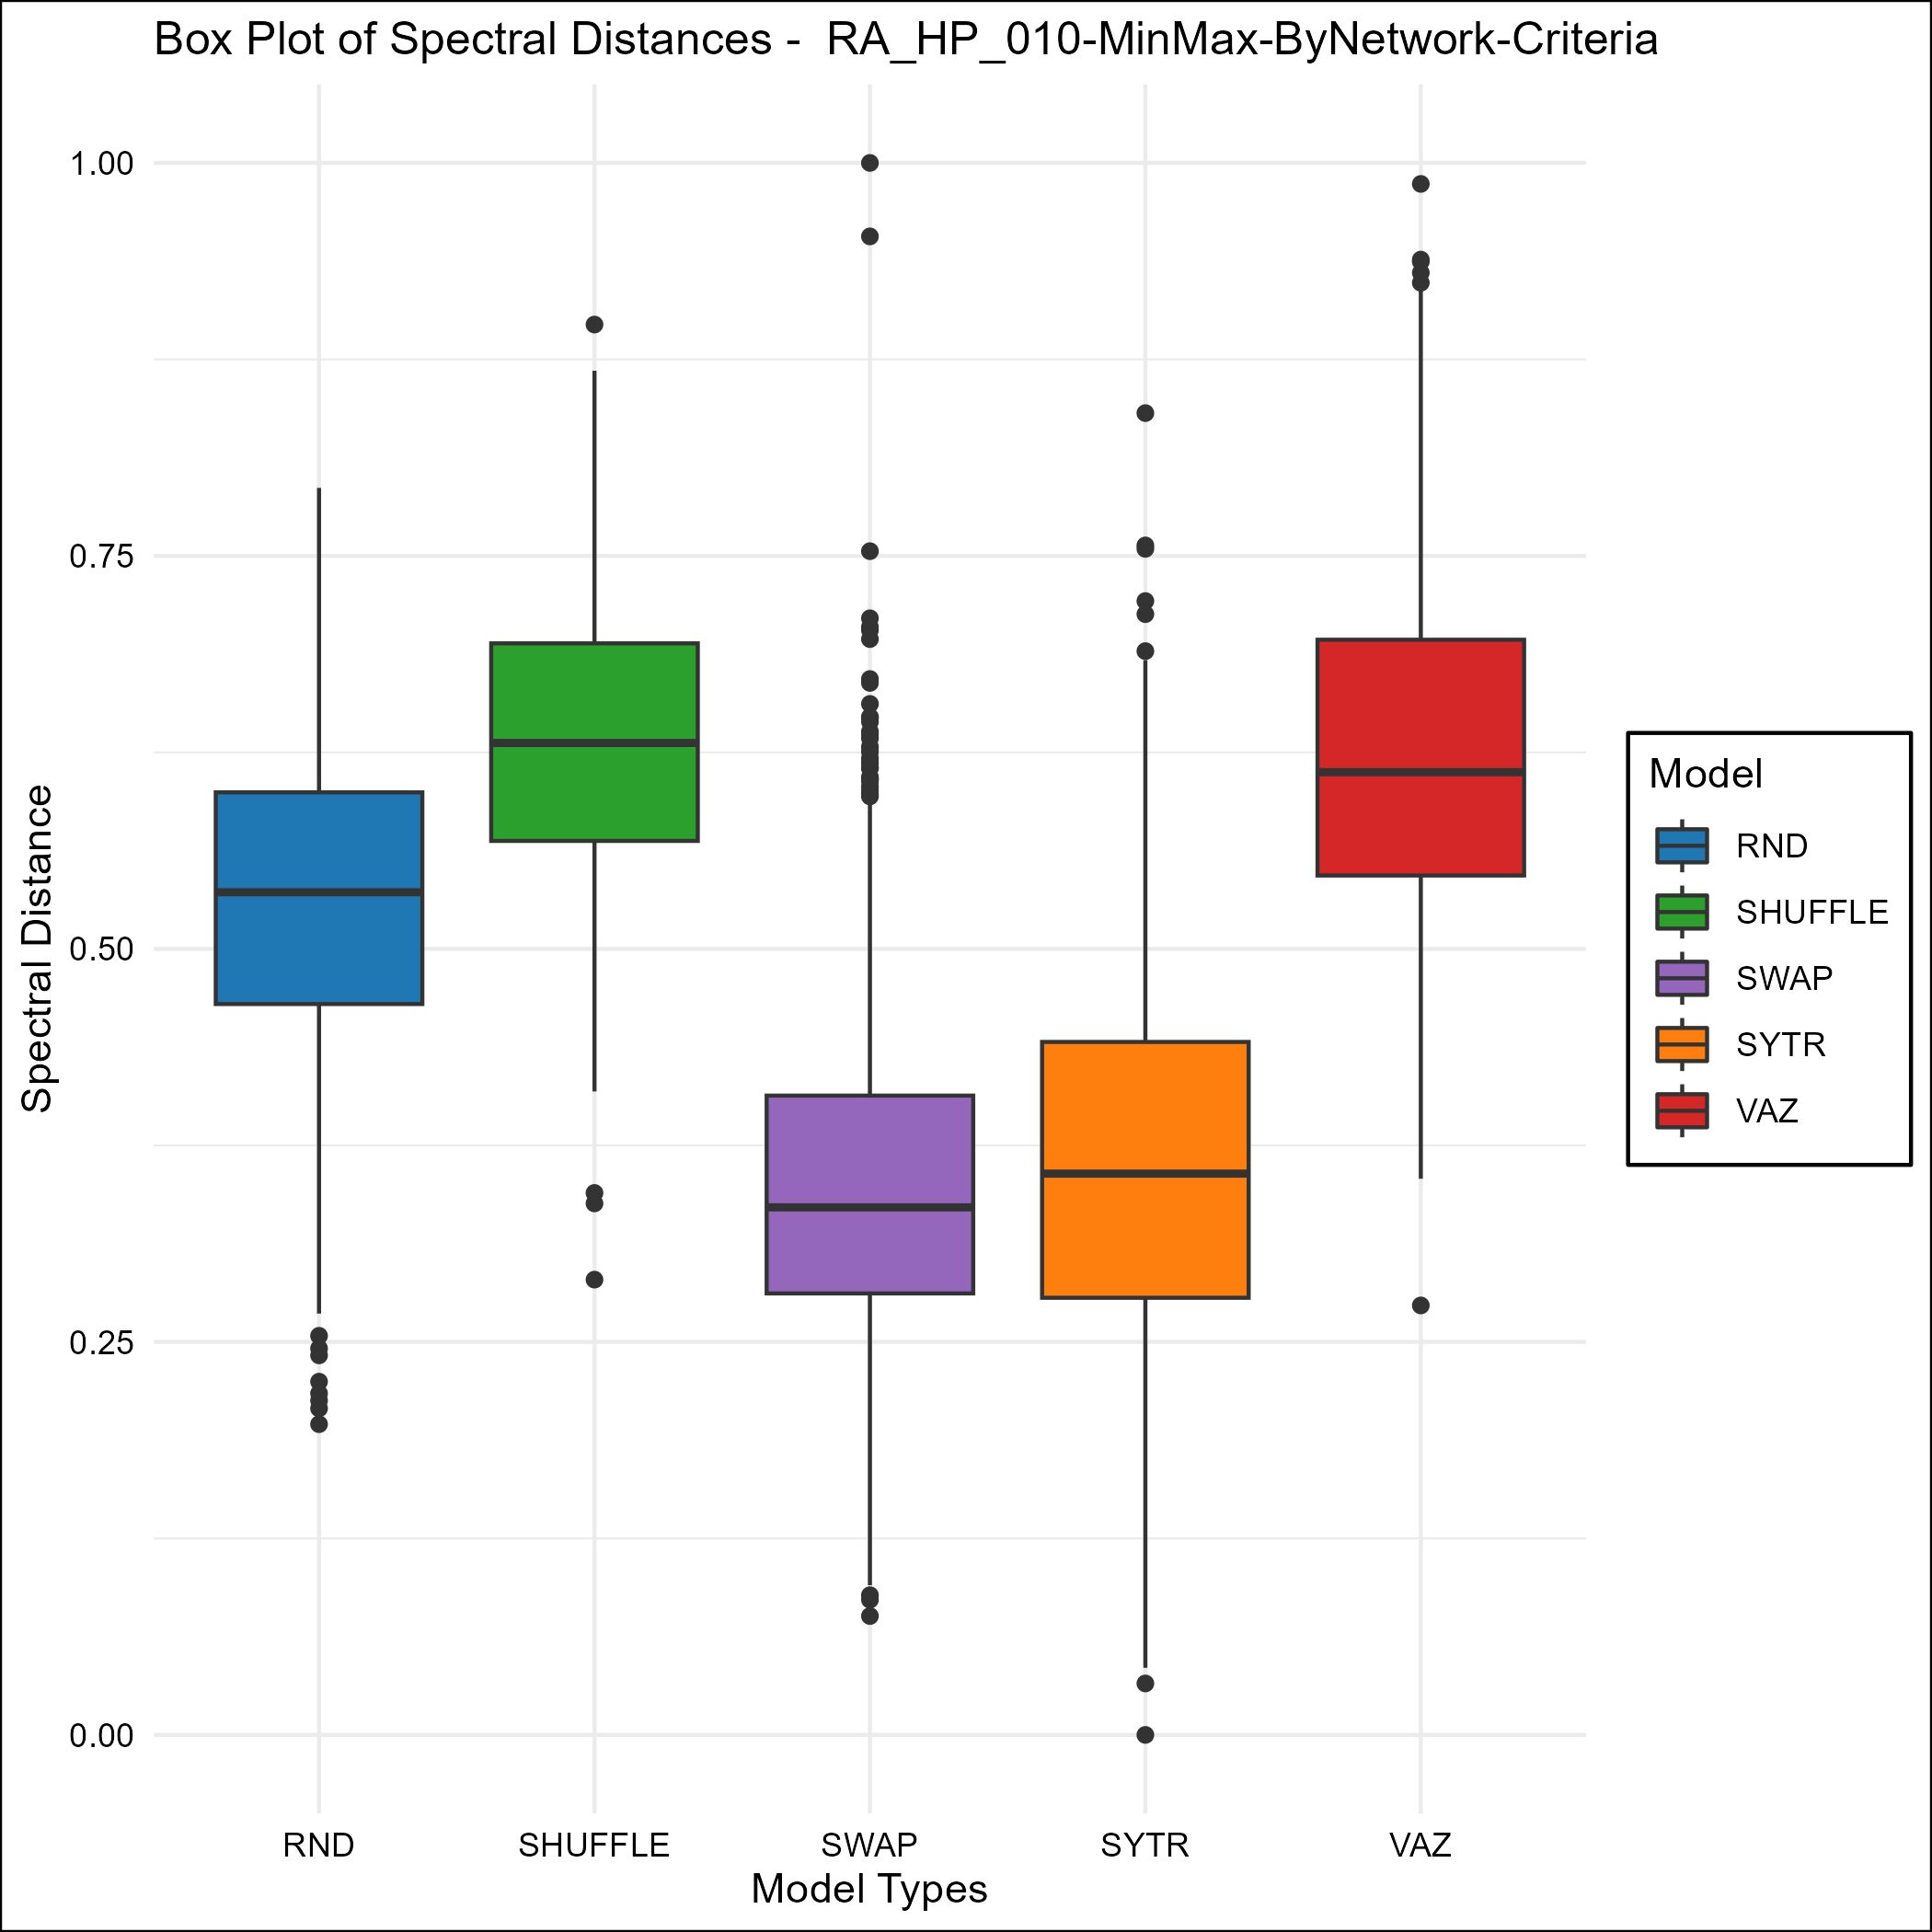 Box Plot of Spectral Distances -  RA_HP_010-MinMax-ByNetwork-Criteria
1.00
0.75
0.50
0.25
0.00
Spectral Distance
RND SHUFFLE SWAP SYTR VAZ
Model Types
Model
RND
SHUFFLE
SWAP
SYTR
VAZ